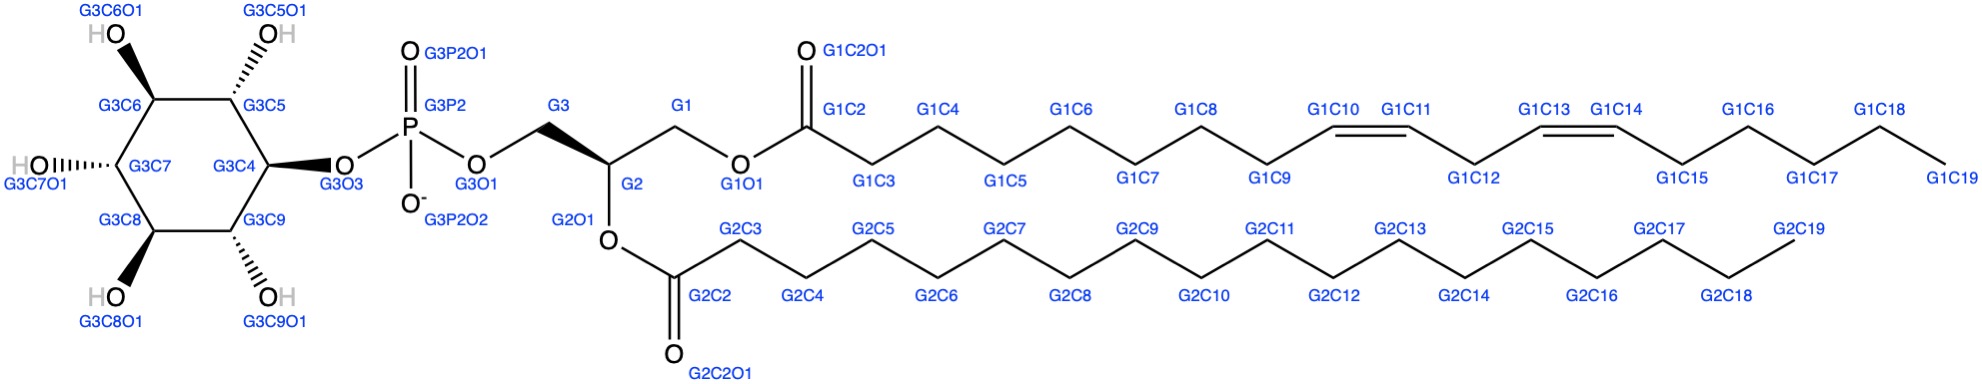 G3C6O1 G3C5O1
HO OH O G3P2O1 O G1C2O1
G3C6 G3C5 G3P2 G3 G1 G1C2 G1C4 G1C6 G1C8 G1C10 G1C11 G1C13 G1C14 G1C16 G1C18
P
HO G3C7 G3C4 O O O
G3C7O1 G3O3 G3O1 G2 G1O1 G1C3 G1C5 G1C7 G1C9 G1C12 G1C15 G1C17 G1C19
O-
G3C8 G3C9 G3P2O2 G2O1 G2C3 G2C5 G2C7 G2C9 G2C11 G2C13 G2C15 G2C17 G2C19
O
HO OH G2C2 G2C4 G2C6 G2C8 G2C10 G2C12 G2C14 G2C16 G2C18
G3C8O1 G3C9O1
O
G2C2O1